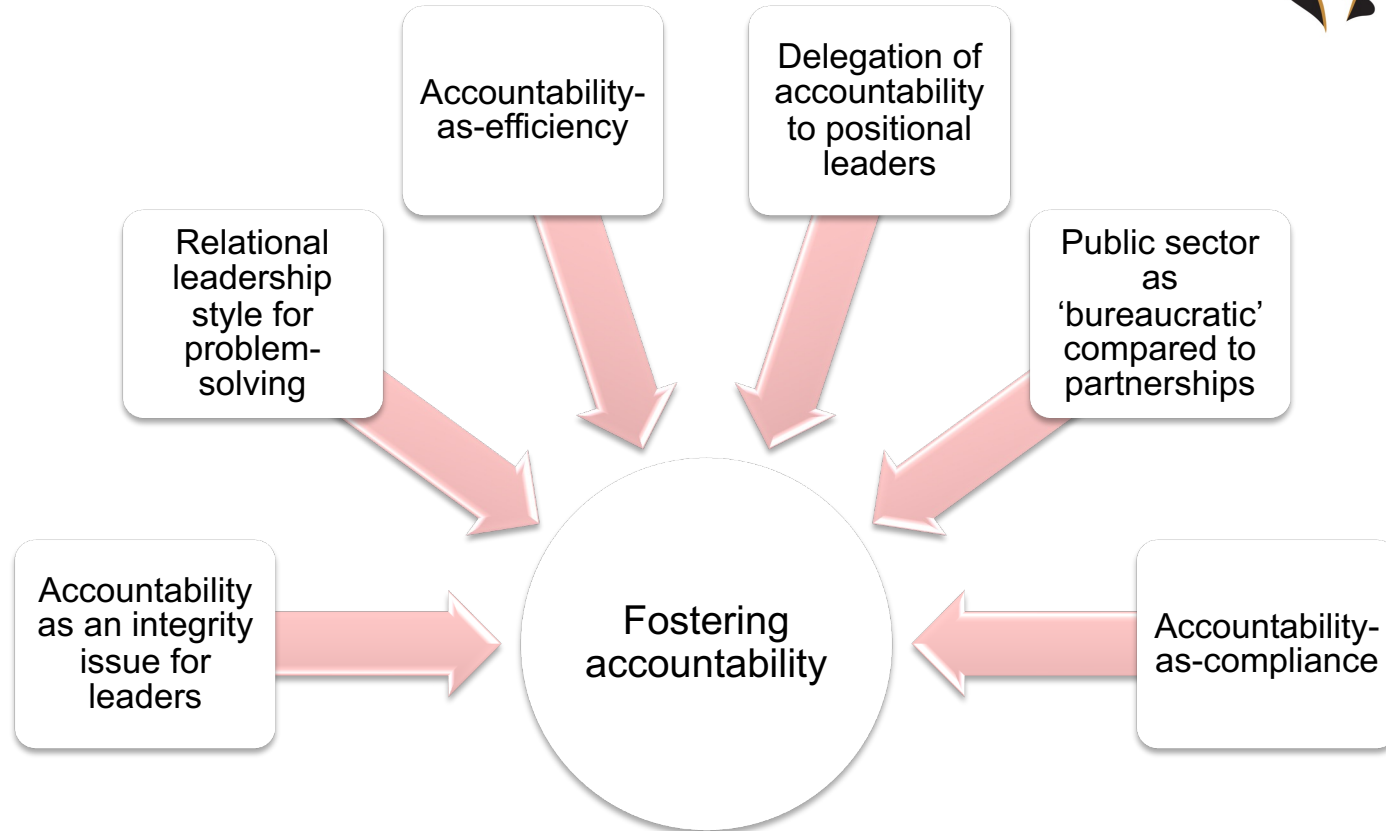 Accountability-
as-efficiency
Delegation of
accountability
to positional
leaders
Relational
leadership
style for
problem-
solving
Public sector
as
‘bureaucratic’
compared to
partnerships
Accountability
as an integrity
issue for
leaders
Fostering
accountability
Accountability-
as-compliance